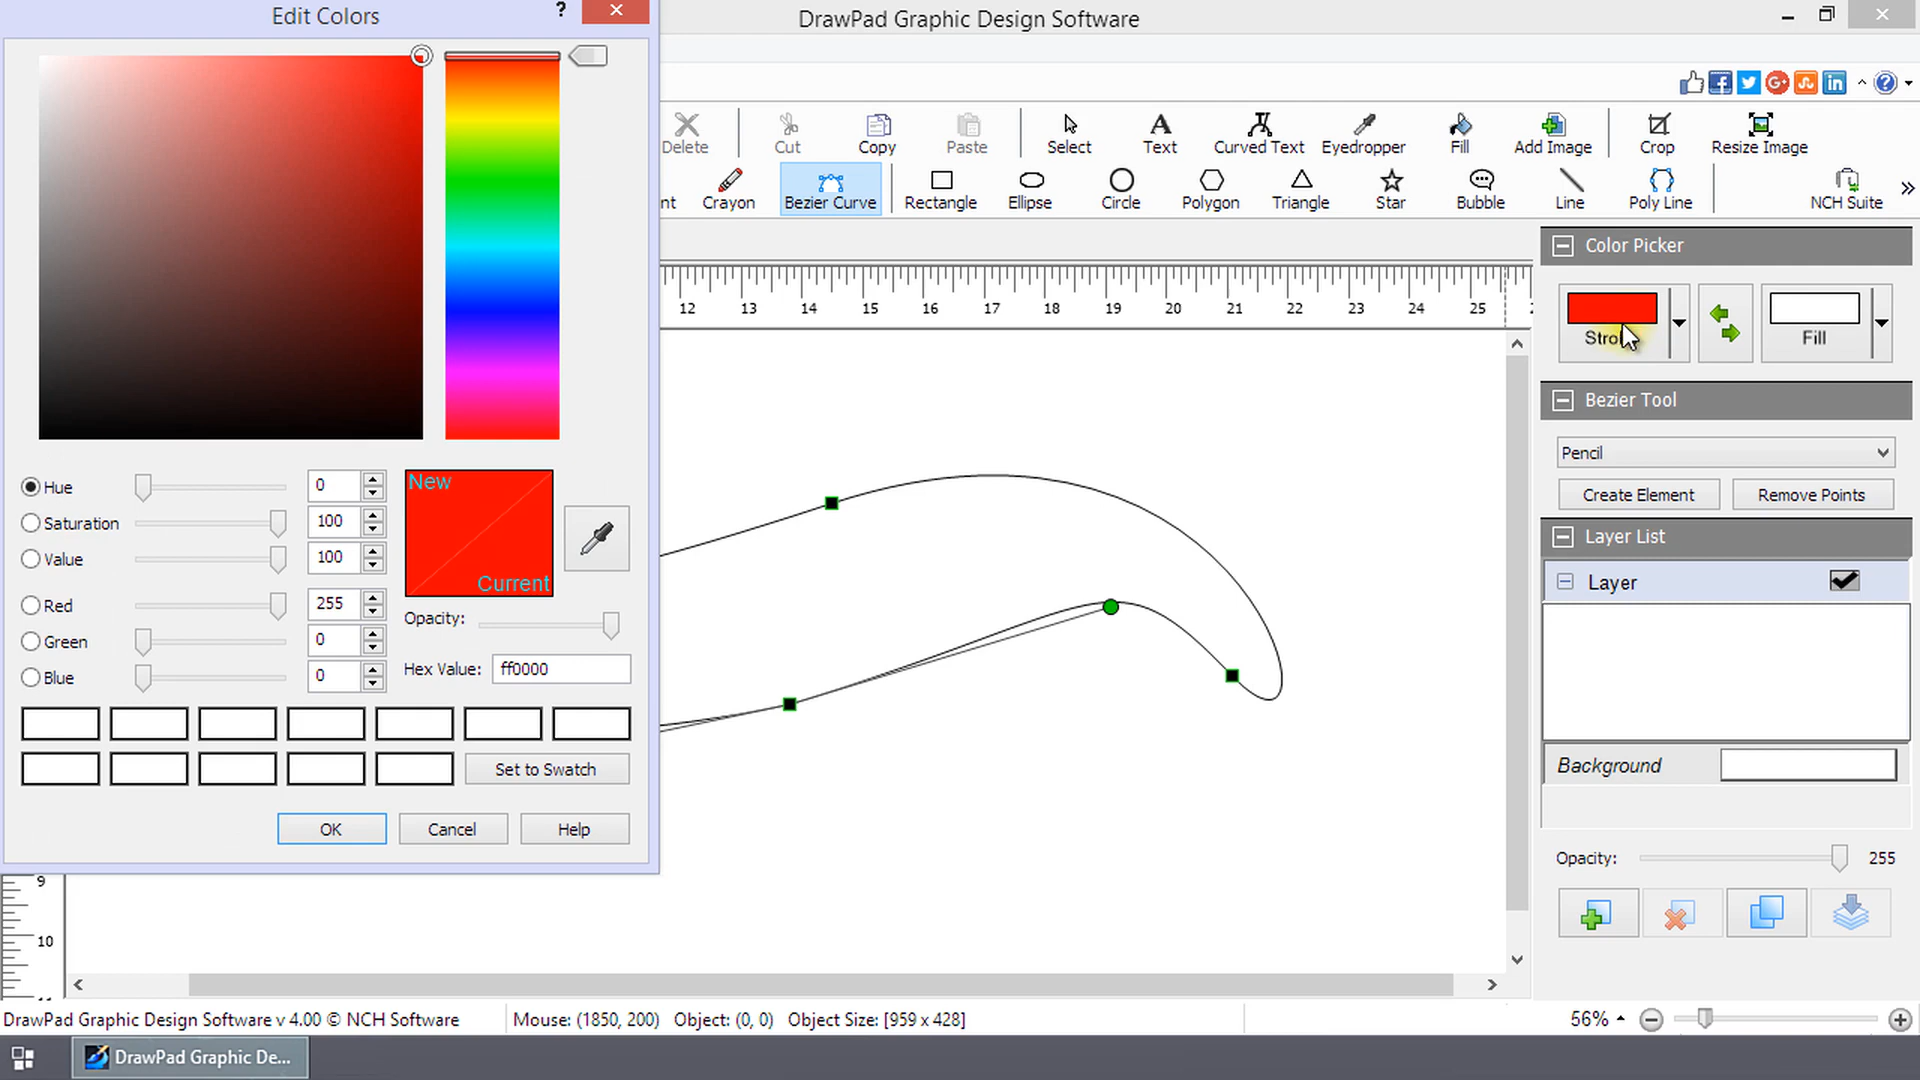 Edit Colors
?
DrawPad Graphic Design Software
Delete
Cut
Copy
Paste
Select
Text
Curved Text
Eyedropper
Fill
Add Image
Crop
Resize Image
nt
Crayon
Bezier Curve
Rectangle
Ellipse
Circle
Polygon
Triangle
Star
Bubble
Line
Poly Line
NCH Suite
Color Picker
12 13 14 15 16 17 18 19 20 21 22 23 24 25
Fill
Bezier Tool
Pencil
Create Element
Remove Points
Layer List
Layer
Background
Opacity: 255
Hue 0
Saturation 100
Value 100
Red 255
Green 0
Blue 0
New
Current
Opacity:
Hex Value: ff0000
Set to Swatch
OK
Cancel
Help
9
10
DrawPad Graphic Design Software v 4.00 © NCH Software
Mouse: (1850, 200) Object: (0, 0) Object Size: [959 x 428]
56%
DrawPad Graphic De...